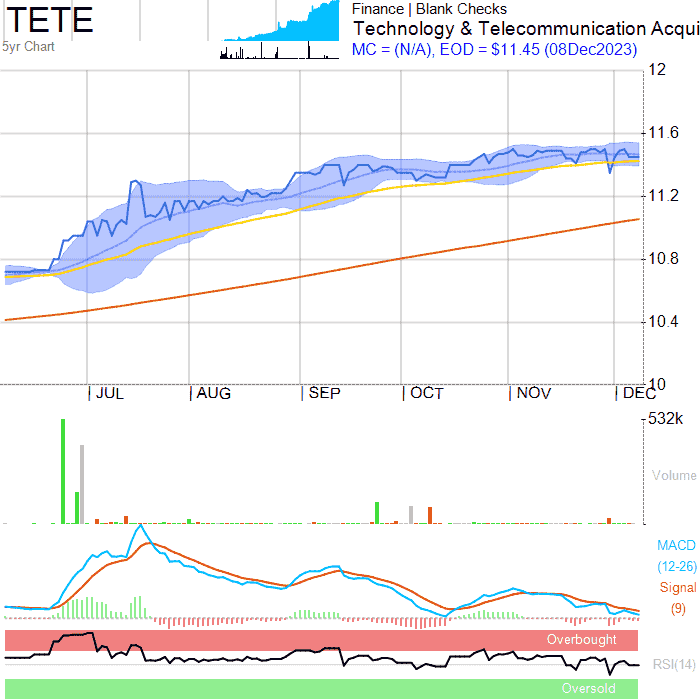 TETE
5yr Chart
Finance | Blank Checks
Technology & Telecommunication Acqui
MC = (N/A), EOD = $11.45 (08Dec2023)
12
11.6
11.2
10.8
10.4
10
JUL AUG SEP OCT NOV DEC
532k
Volume
MACD
(12-26)
Signal
(9)
Overbought
RSI(14)
Oversold